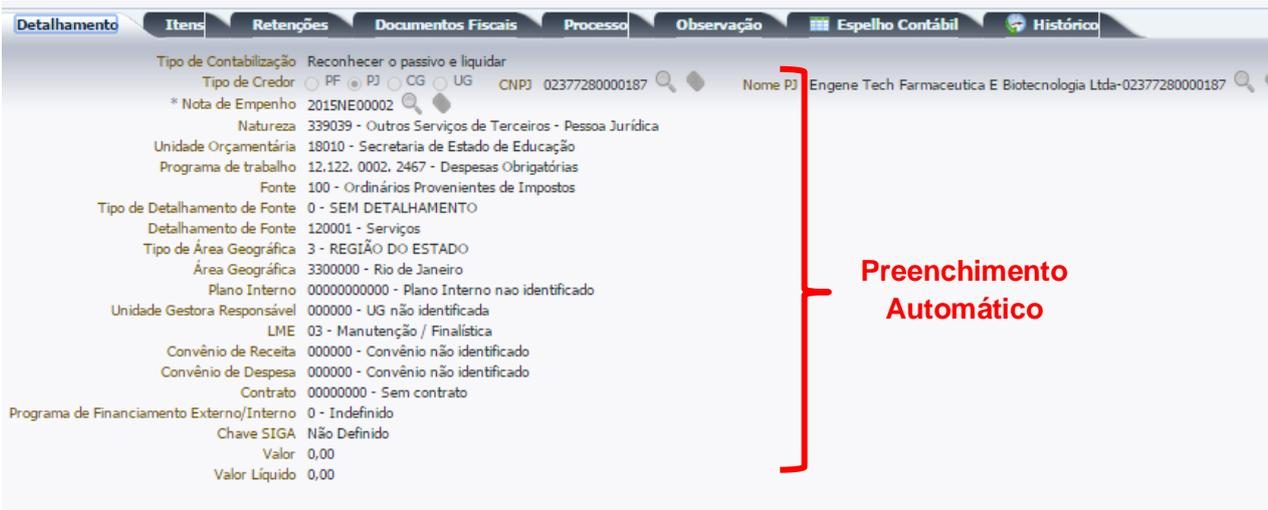 Detalhamento Itens Retenções Documentos Fiscais Processo Observação Espelho Contábil Histórico
Tipo de Contabilização Reconhecer o passivo e liquidar
Tipo de Credor PF PJ CG UG CNPJ 02377280000187 Nome PJ Engene Tech Farmaceutica E Biotecnologia Ltda-02377280000187
* Nota de Empenho 2015NE00002
Natureza 339039 - Outros Serviços de Terceiros - Pessoa Jurídica
Unidade Orçamentária 18010 - Secretaria de Estado de Educação
Programa de trabalho 12.122. 0002. 2467 - Despesas Obrigatórias
Fonte 100 - Ordinários Provenientes de Impostos
Tipo de Detalhamento de Fonte 0 - SEM DETALHAMENTO
Detalhamento de Fonte 120001 - Serviços
Tipo de Área Geográfica 3 - REGIÃO DO ESTADO
Área Geográfica 3300000 - Rio de Janeiro
Plano Interno 00000000000 - Plano Interno nao identificado
Unidade Gestora Responsável 000000 - UG não identificada
LME 03 - Manutenção / Finalística
Convênio de Receita 000000 - Convênio não identificado
Convênio de Despesa 000000 - Convênio não identificado
Contrato 00000000 - Sem contrato
Programa de Financiamento Externo/Interno 0 - Indefinido
Chave SIGA Não Definido
Valor 0,00
Valor Líquido 0,00
Preenchimento
Automático